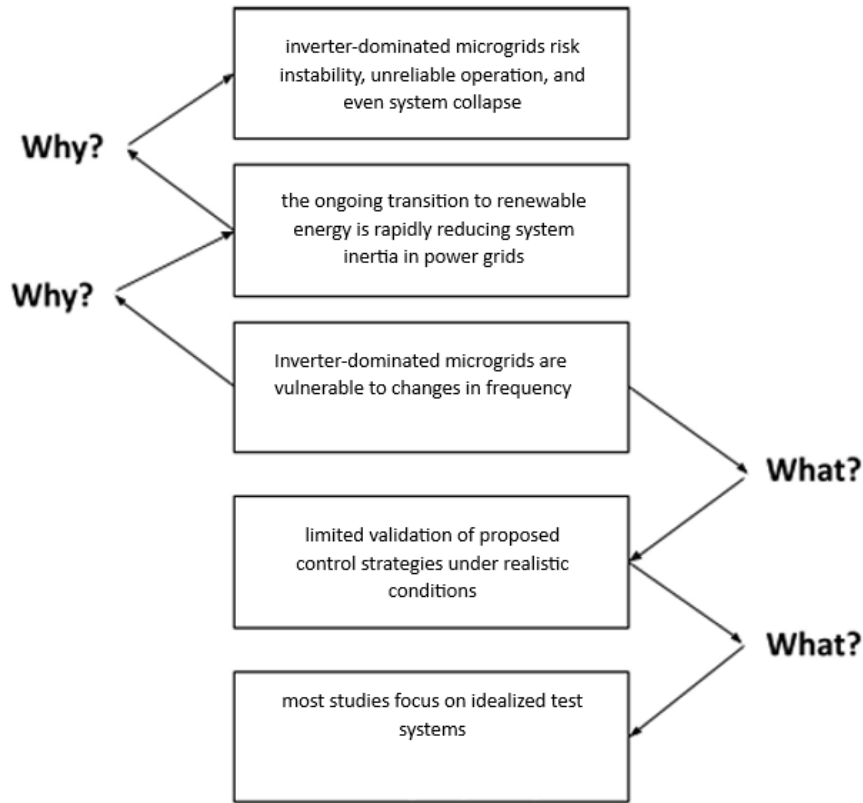 inverter-dominated microgrids risk
instability, unreliable operation, and
even system collapse
Why?
the ongoing transition to renewable
energy is rapidly reducing system
inertia in power grids
Why?
Inverter-dominated microgrids are
vulnerable to changes in frequency
What?
limited validation of proposed
control strategies under realistic
conditions
What?
most studies focus on idealized test
systems